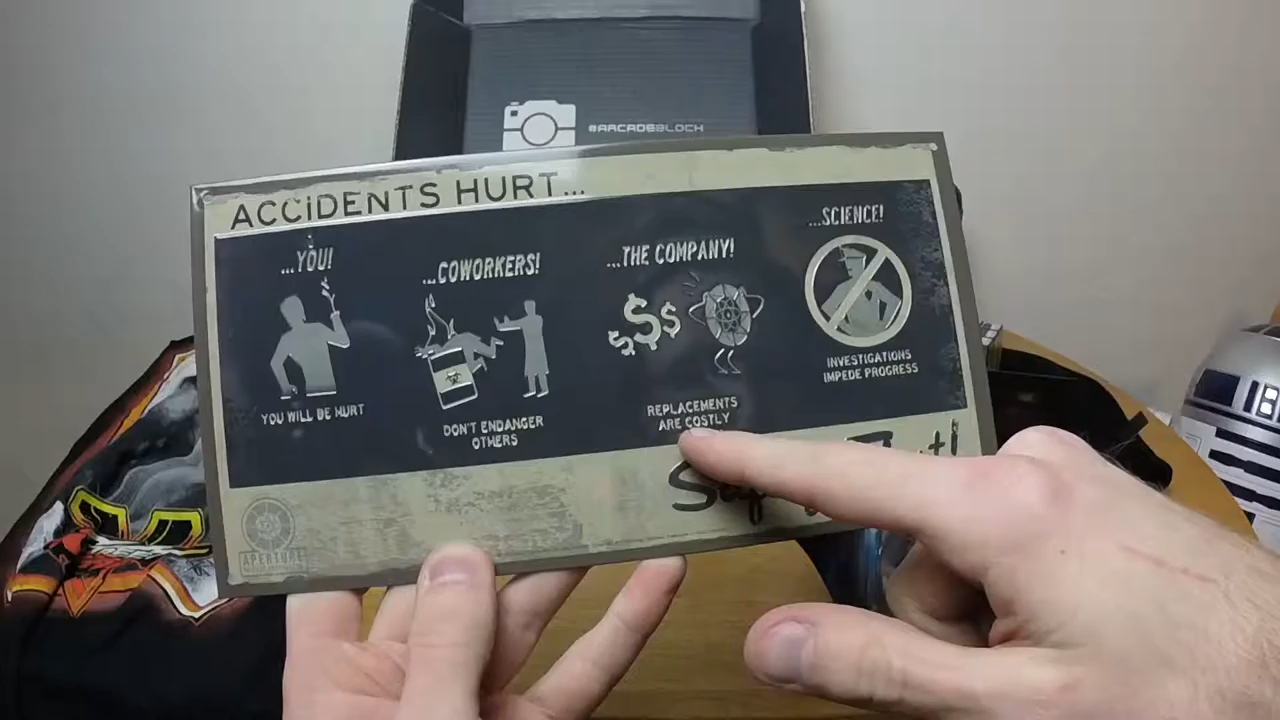 @ARCADEBLOCK
ACCiDENTS HURT...
...YOU!
YOU WILL BE HURT
...COWORKERS!
DON'T ENDANGER
OTHERS
...THE COMPANY!
REPLACEMENTS
ARE COSTLY
...SCIENCE!
INVESTIGATIONS
IMPEDE PROGRESS
APERTURE